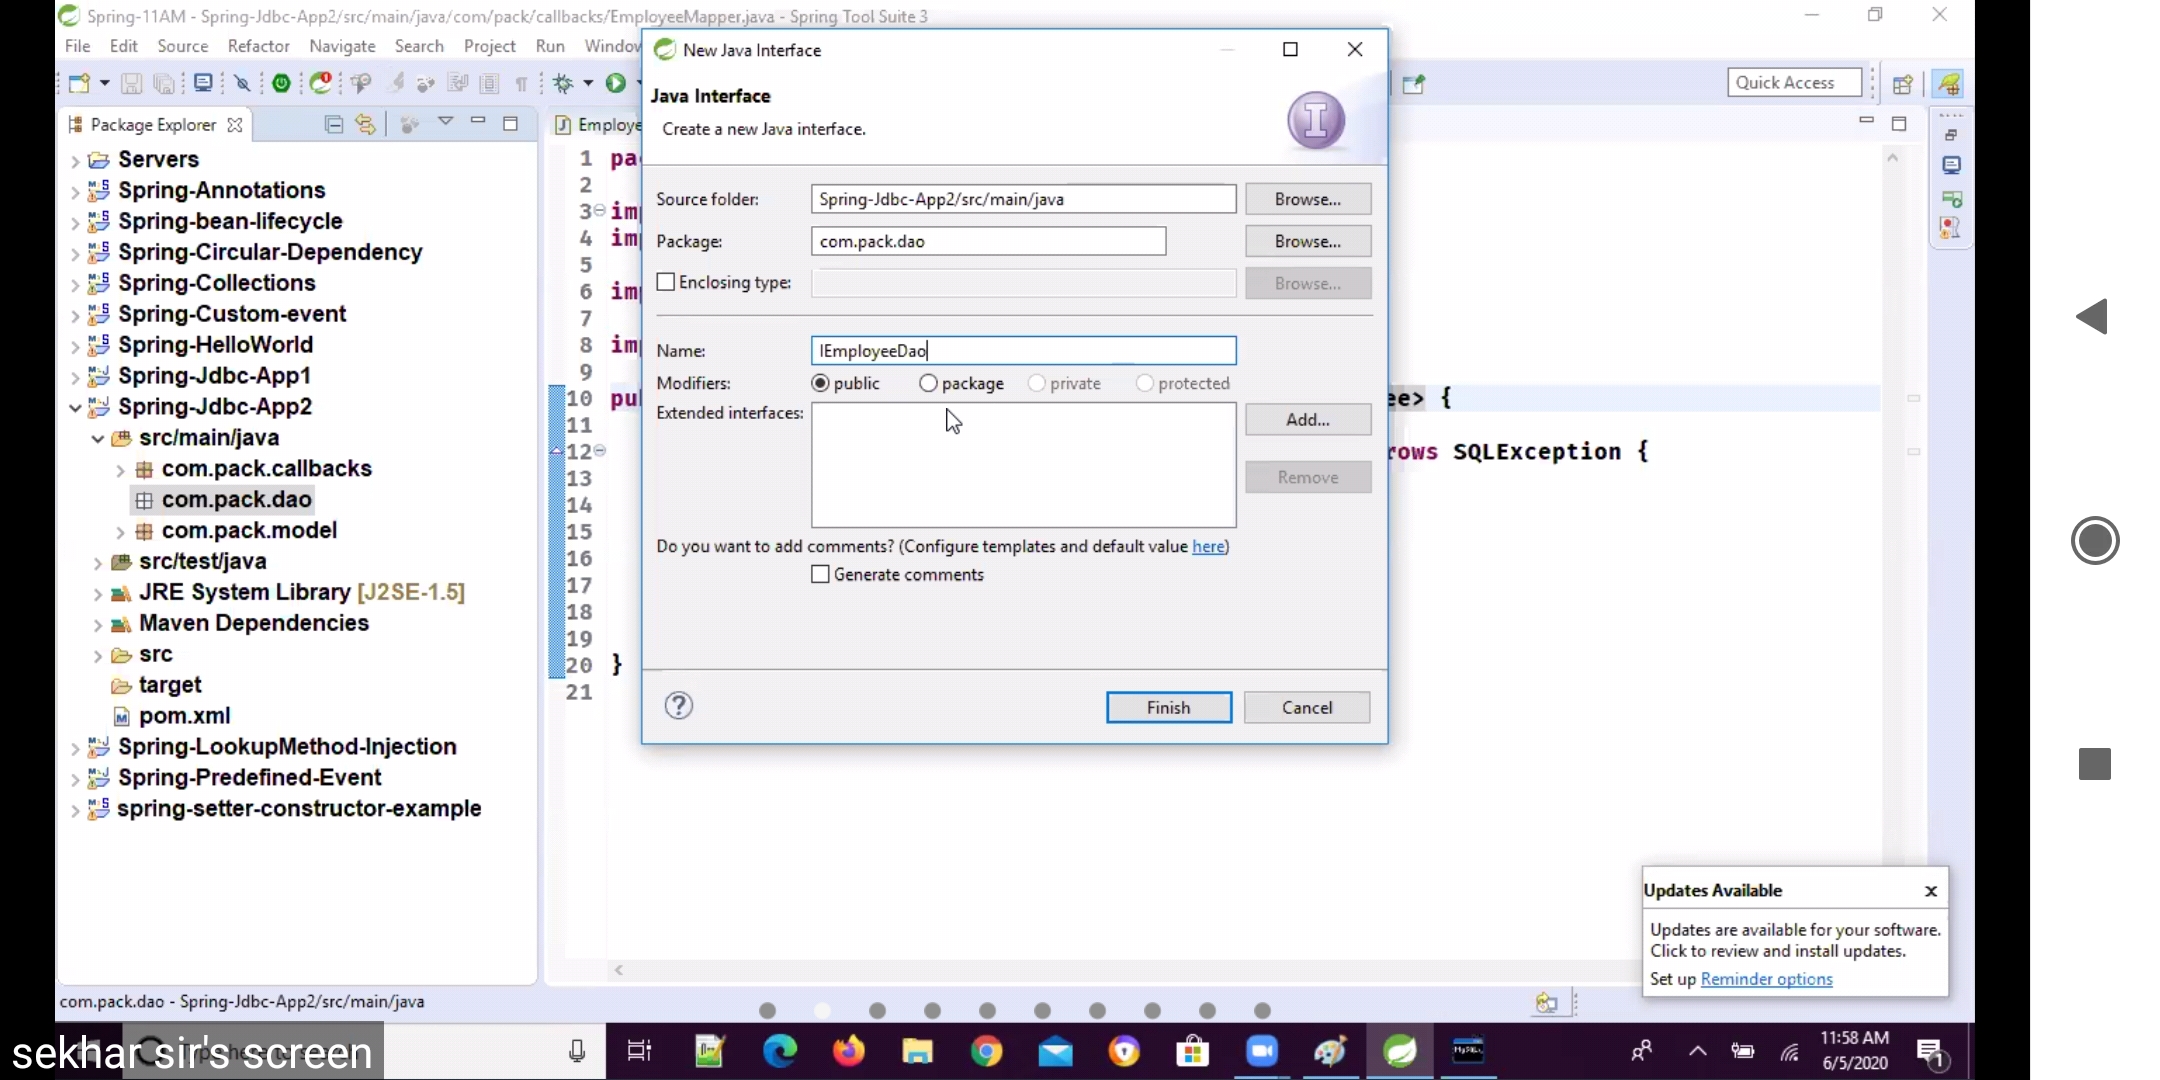 Spring-11AM - Spring-Jdbc-App2/src/main/java/com/pack/callbacks/EmployeeMapper.java - Spring Tool Suite 3
File Edit Source Refactor Navigate Search Project Run Window
Quick Access
Package Explorer
Servers
Spring-Annotations
Spring-bean-lifecycle
Spring-Circular-Dependency
Spring-Collections
Spring-Custom-event
Spring-HelloWorld
Spring-Jdbc-App1
Spring-Jdbc-App2
src/main/java
com.pack.callbacks
com.pack.dao
com.pack.model
src/test/java
JRE System Library [J2SE-1.5]
Maven Dependencies
src
target
pom.xml
Spring-LookupMethod-Injection
Spring-Predefined-Event
spring-setter-constructor-example
Employe
1 pa
2
3 im
4 im
5
6 im
7
8 im
9
10 pu ee> {
11
12 rows SQLException {
13
14
15
16
17
18
19
20 }
21
New Java Interface
Java Interface
Create a new Java interface.
Source folder: Spring-Jdbc-App2/src/main/java Browse...
Package: com.pack.dao Browse...
Enclosing type: Browse...
Name: IEmployeeDao
Modifiers: public package private protected
Extended interfaces: Add...
Remove
Do you want to add comments? (Configure templates and default value here)
Generate comments
Finish Cancel
Updates Available x
Updates are available for your software.
Click to review and install updates.
Set up Reminder options
com.pack.dao - Spring-Jdbc-App2/src/main/java
Type here to search
sekhar sir's screen
MySQL
11:58 AM
6/5/2020
1